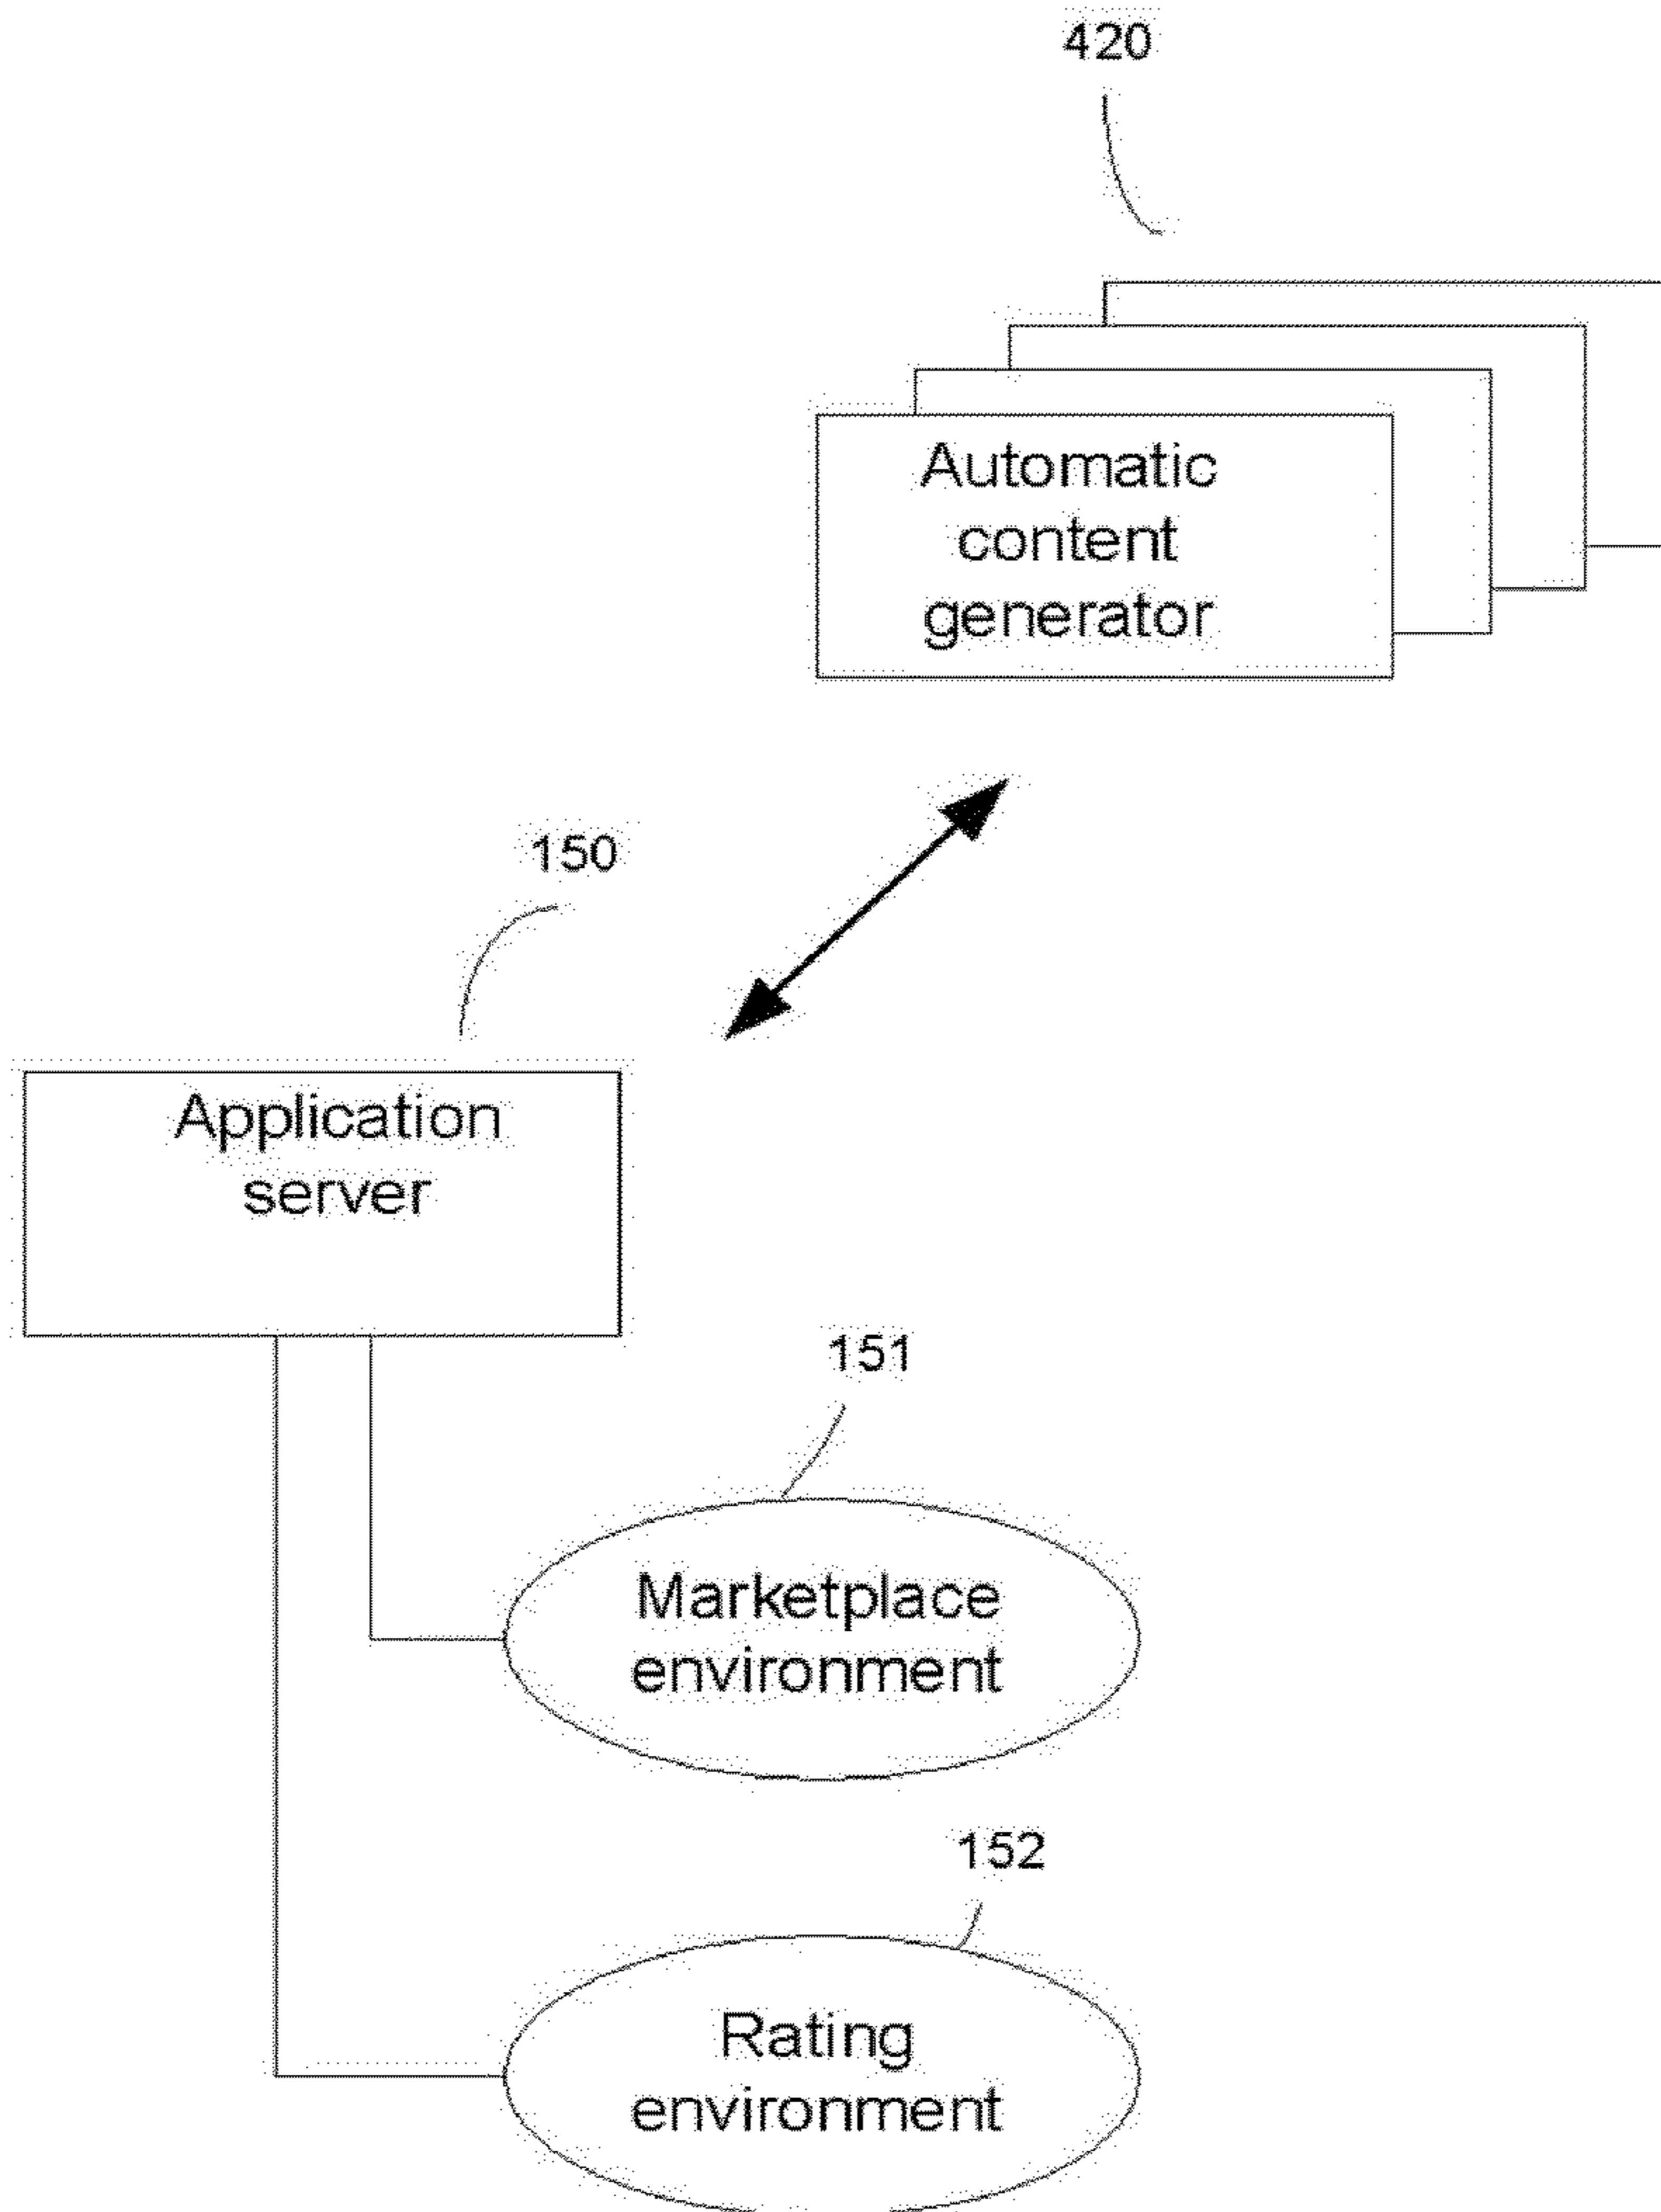 420
Automatic
content
generator
150
Application
server
151
Marketplace
environment
152
Rating
environment